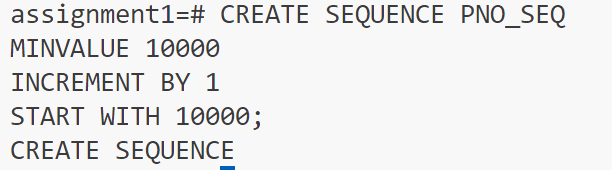 assignment1=# CREATE SEQUENCE PNO_SEQ
MINVALUE 10000
INCREMENT BY 1
START WITH 10000;
CREATE SEQUENCE